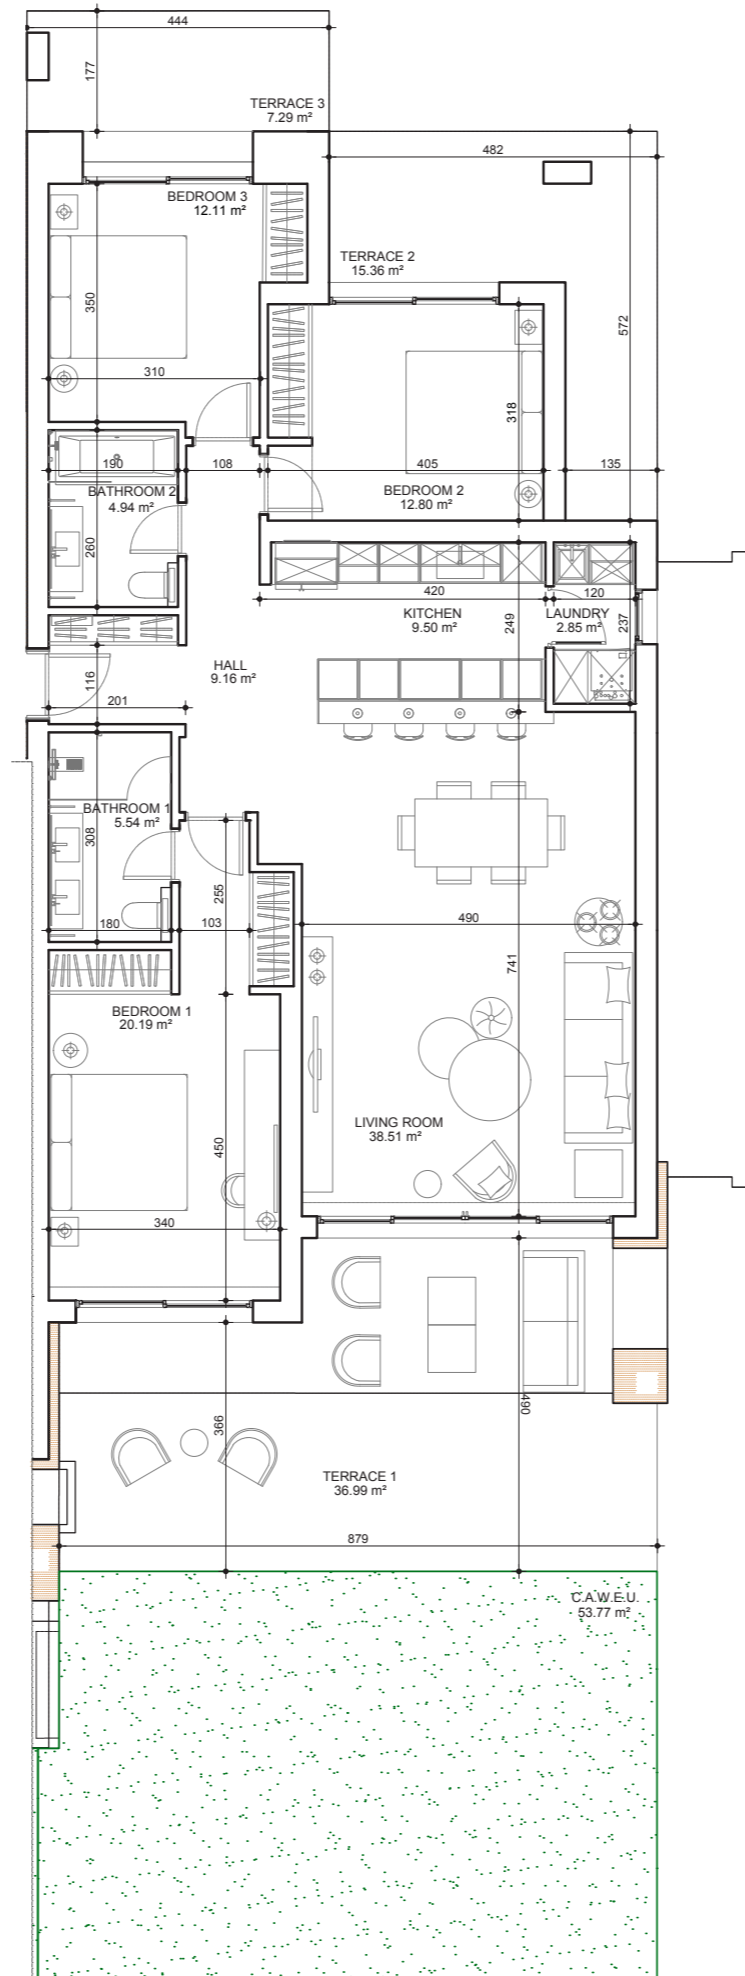 444
177
TERRACE 3
7.29 m²
482
BEDROOM 3
12.11 m²
TERRACE 2
15.36 m²
350
572
310
318
190
108
405
135
BATHROOM 2
4.94 m²
BEDROOM 2
12.80 m²
260
420
120
KITCHEN
9.50 m²
249
LAUNDRY
2.85 m²
237
HALL
9.16 m²
116
201
BATHROOM 1
5.54 m²
308
255
180
103
490
741
BEDROOM 1
20.19 m²
LIVING ROOM
38.51 m²
450
340
490
366
TERRACE 1
36.99 m²
879
C.A.W.E.U.
53.77 m²